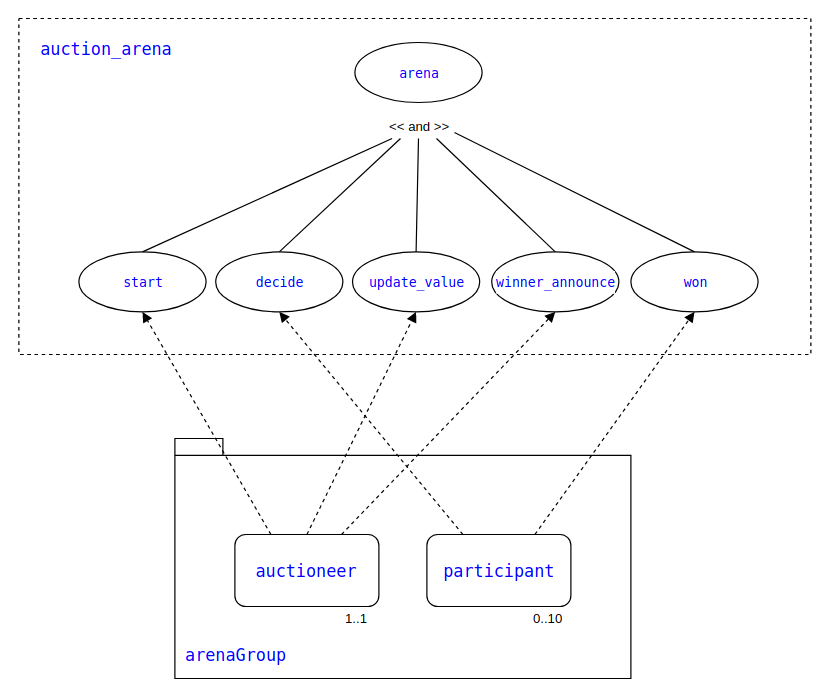 auction_arena
arena
<< and >>
start
decide
update_value
winner_announce
won
auctioneer
participant
1..1
0..10
arenaGroup